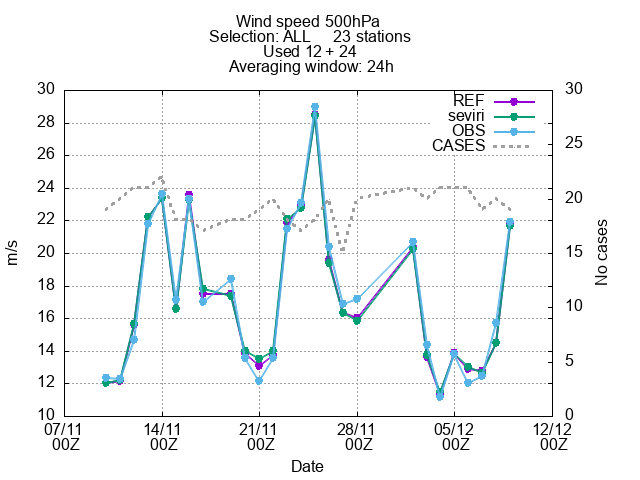 Wind speed 500hPa
Selection: ALL     23 stations
Used 12 + 24
Averaging window: 24h
30 30
28
26 25
24
22 20
20 15
18
16 10
14 5
12
10 0
m/s
No cases
REF
seviri
OBS
CASES
07/11 14/11 21/11 28/11 05/12 12/12
00Z 00Z 00Z 00Z 00Z 00Z
Date